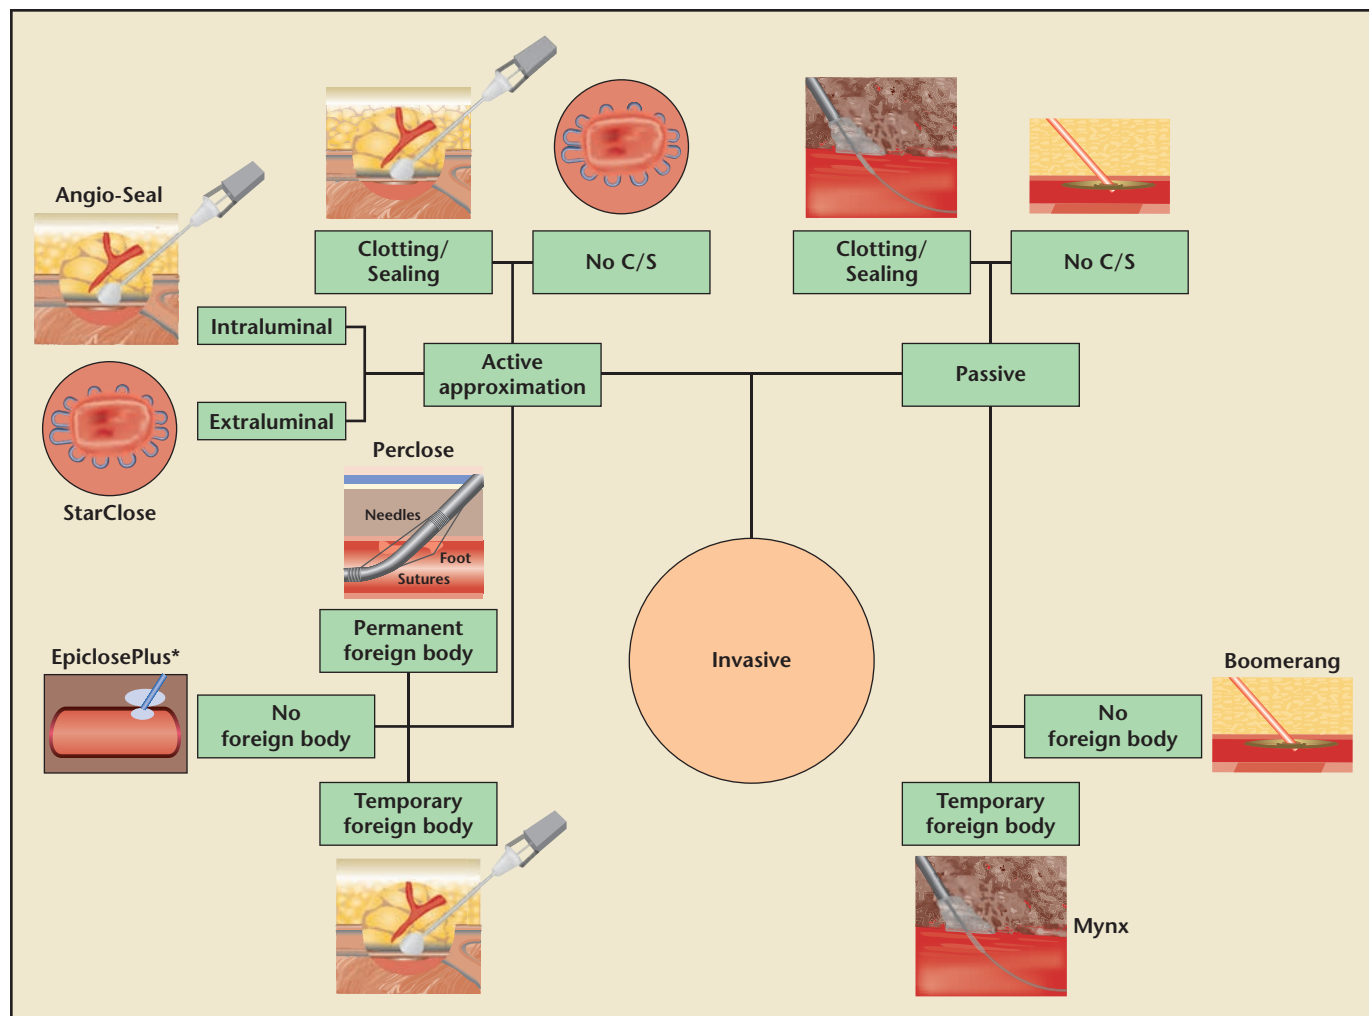 Angio-Seal
Clotting/
Sealing
No C/S
Clotting/
Sealing
No C/S
Intraluminal
Active
approximation
Passive
Extraluminal
StarClose
Perclose
Needles
Foot
Sutures
Permanent
foreign body
Invasive
EpiclosePlus*
No
foreign body
Boomerang
No
foreign body
Temporary
foreign body
Temporary
foreign body
Mynx